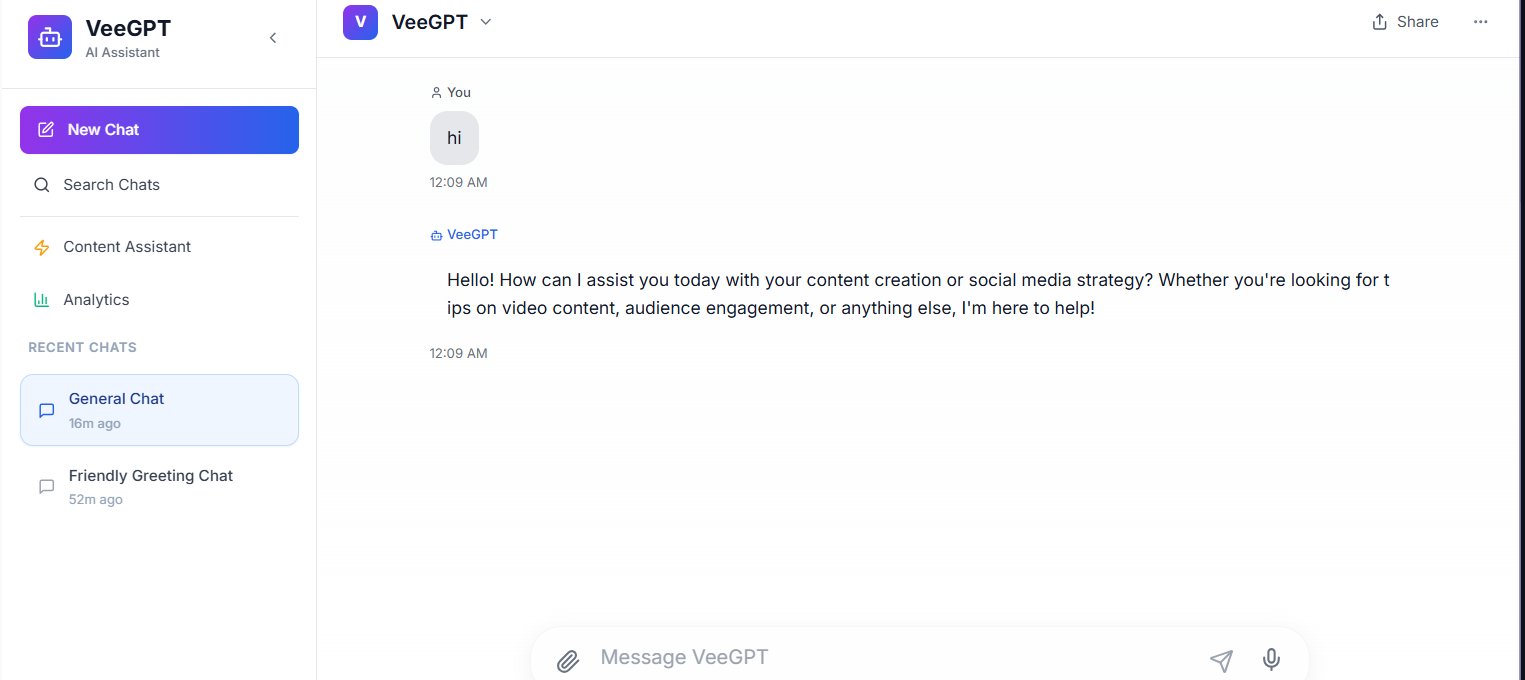 VeeGPT
AI Assistant
New Chat
Search Chats
Content Assistant
Analytics
RECENT CHATS
General Chat
16m ago
Friendly Greeting Chat
52m ago
V VeeGPT
Share
You
hi
12:09 AM
VeeGPT
Hello! How can I assist you today with your content creation or social media strategy? Whether you're looking for t
ips on video content, audience engagement, or anything else, I'm here to help!
12:09 AM
Message VeeGPT